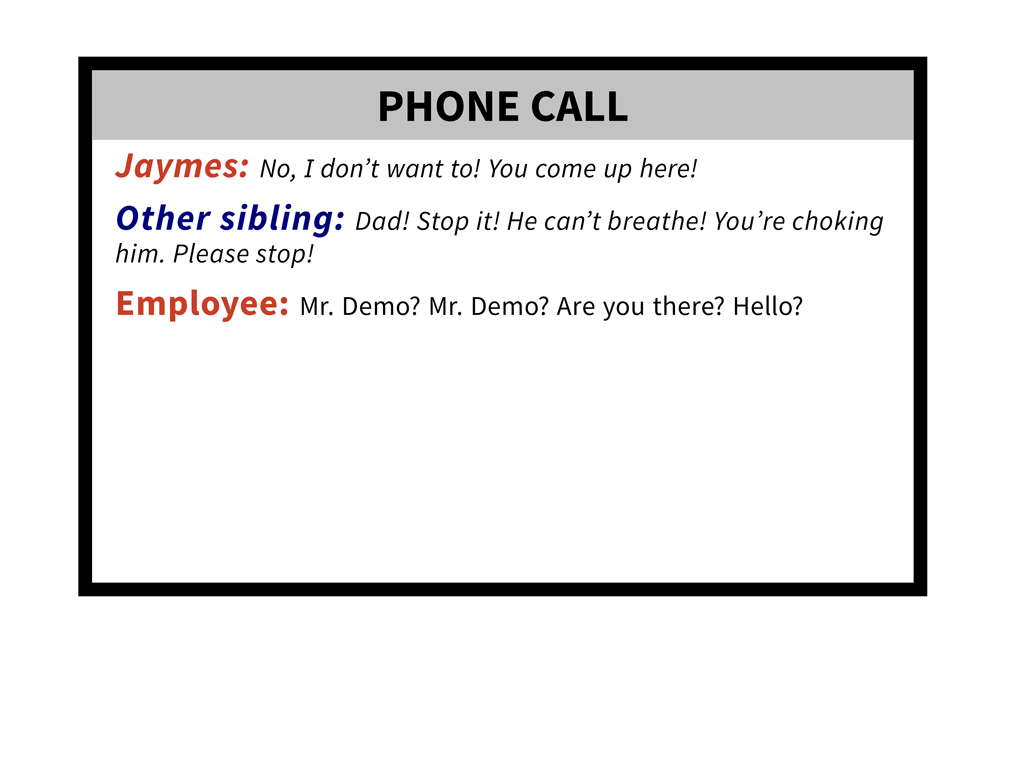 PHONE CALL
Jaymes: No, I don’t want to! You come up here!
Other sibling: Dad! Stop it! He can’t breathe! You’re choking
him. Please stop!
Employee: Mr. Demo? Mr. Demo? Are you there? Hello?